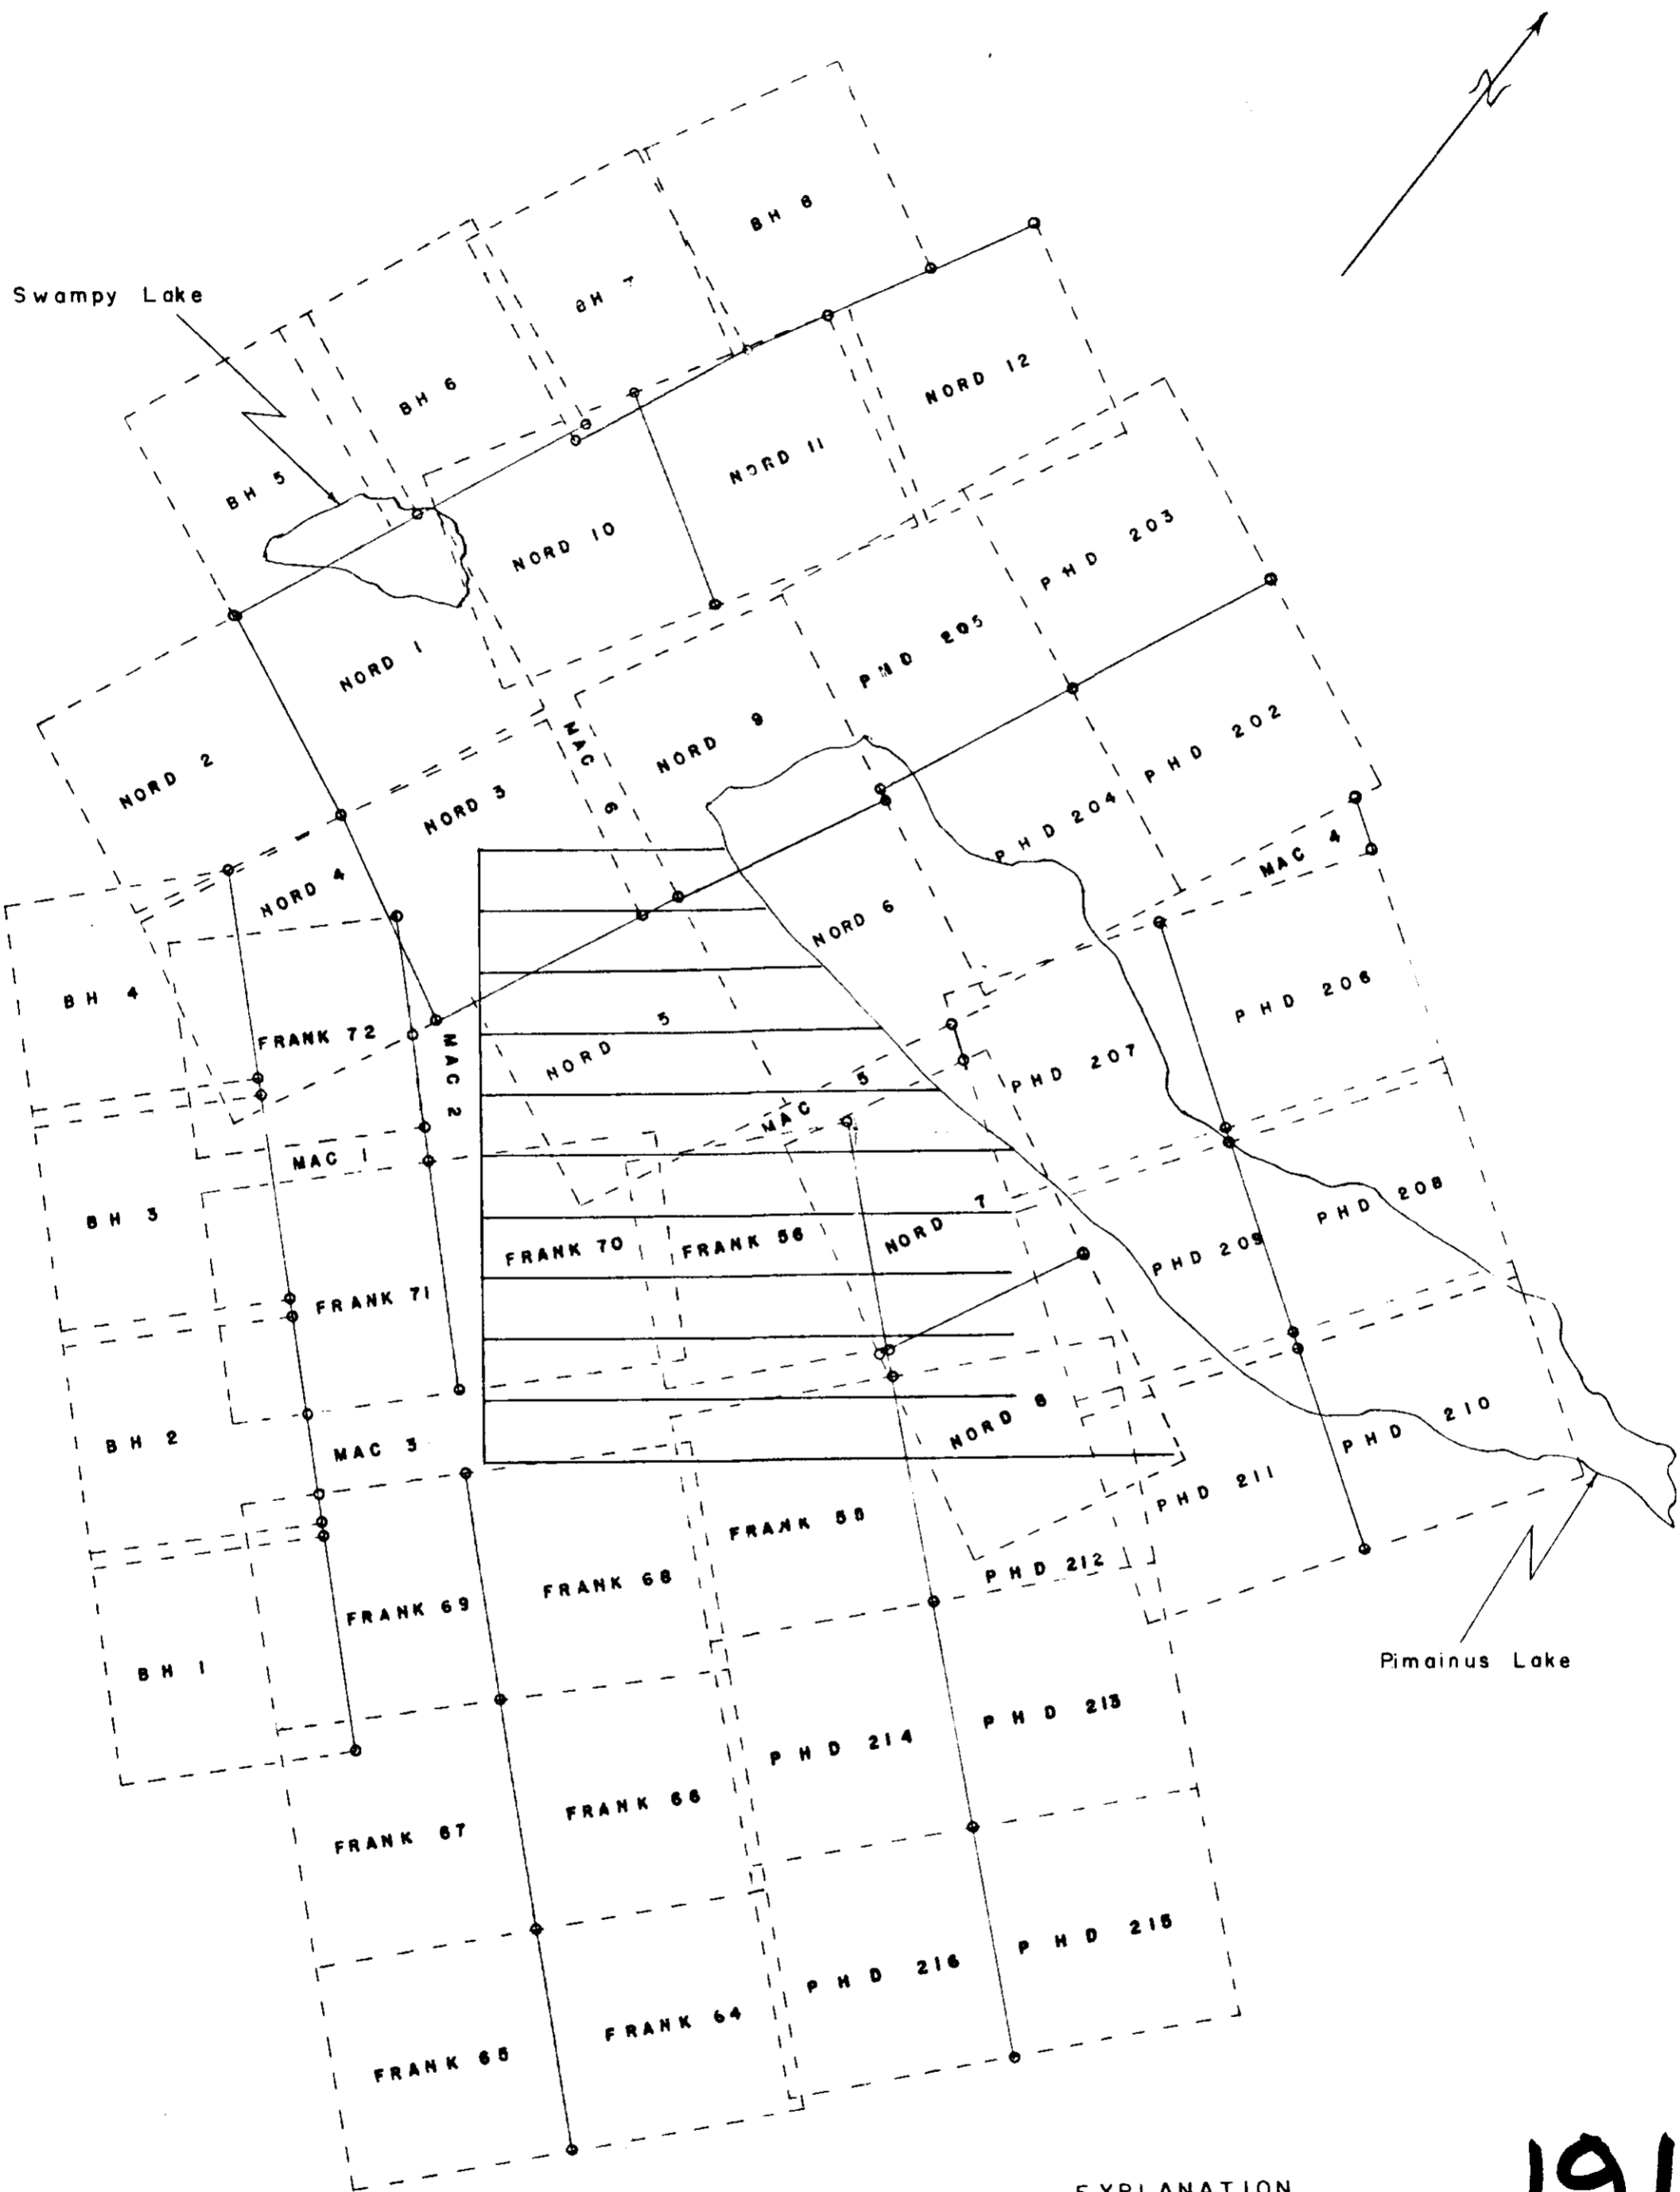 N
BH 8
Swampy Lake
BH 7
BH 6
NORD 12
NORD 11
BH 5
NORD 10
PHD 203
NORD 1
PHD 205
NORD 2
MAC 6
NORD 9
PHD 202
NORD 3
PHD 204
MAC 4
NORD 4
NORD 6
BH 4
PHD 206
FRANK 72
MAC 2
NORD 5
PHD 207
MAC 5
MAC 1
BH 3
PHD 208
NORD 7
FRANK 70
FRANK 56
PHD 209
FRANK 71
BH 2
MAC 3
NORD 8
PHD 210
PHD 211
FRANK 55
PHD 212
FRANK 68
FRANK 69
BH 1
Pimainus Lake
PHD 213
PHD 214
FRANK 66
FRANK 67
PHD 215
PHD 216
FRANK 64
FRANK 65
EXPLANATION
191